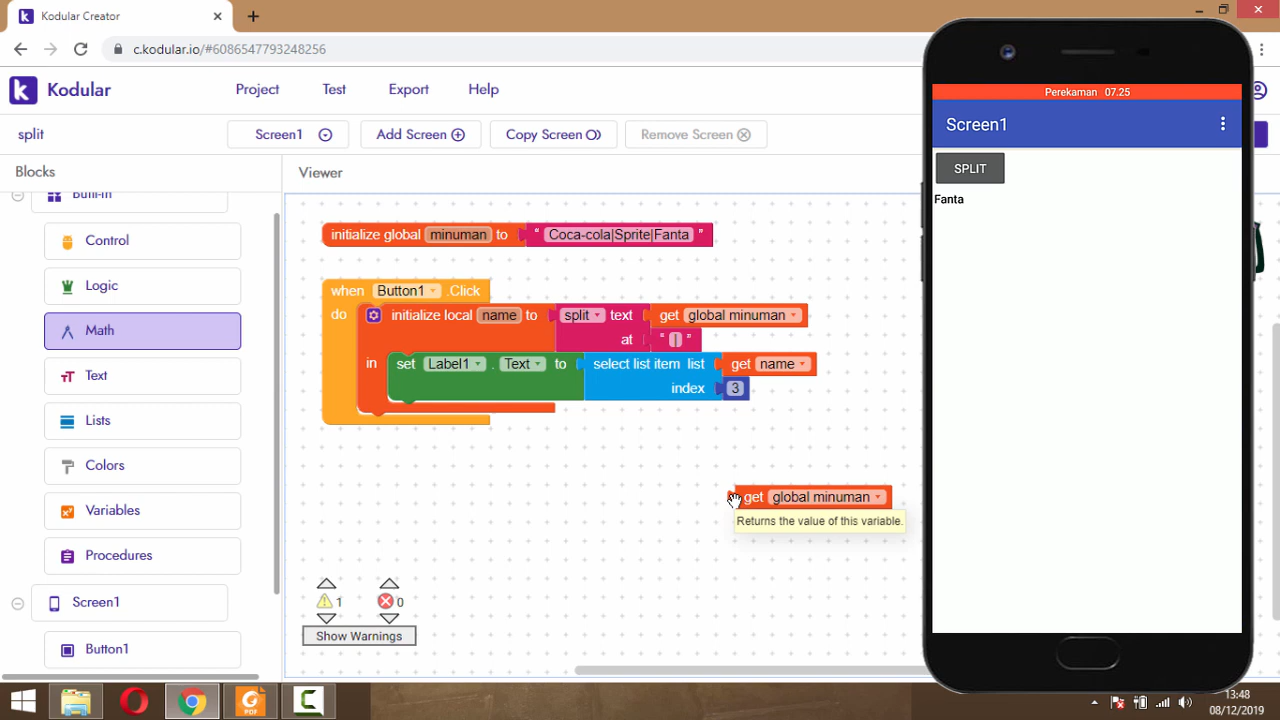 Kodular Creator
c.kodular.io/#6086547793248256
Kodular
Project
Test
Export
Help
split
Screen1
Add Screen
Copy Screen
Remove Screen
Blocks
Viewer
Built-in
Control
Logic
Math
Text
Lists
Colors
Variables
Procedures
Screen1
Button1
initialize global minuman to “ Coca-cola|Sprite|Fanta ”
when Button1 .Click
do initialize local name to split text get global minuman
at “ | ”
in set Label1 . Text to select list item list get name
index 3
get global minuman
Returns the value of this variable.
1
0
Show Warnings
Perekaman 07.25
Screen1
SPLIT
Fanta
PDF
13:48
08/12/2019